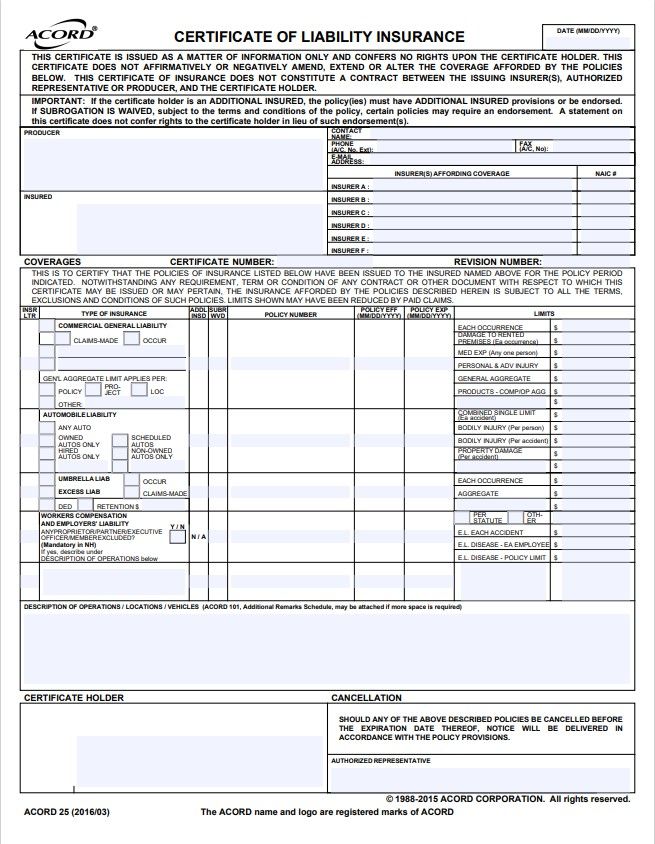 ACORD®
CERTIFICATE OF LIABILITY INSURANCE
DATE (MM/DD/YYYY)
THIS CERTIFICATE IS ISSUED AS A MATTER OF INFORMATION ONLY AND CONFERS NO RIGHTS UPON THE CERTIFICATE HOLDER. THIS
CERTIFICATE DOES NOT AFFIRMATIVELY OR NEGATIVELY AMEND, EXTEND OR ALTER THE COVERAGE AFFORDED BY THE POLICIES
BELOW. THIS CERTIFICATE OF INSURANCE DOES NOT CONSTITUTE A CONTRACT BETWEEN THE ISSUING INSURER(S), AUTHORIZED
REPRESENTATIVE OR PRODUCER, AND THE CERTIFICATE HOLDER.
IMPORTANT: If the certificate holder is an ADDITIONAL INSURED, the policy(ies) must have ADDITIONAL INSURED provisions or be endorsed.
If SUBROGATION IS WAIVED, subject to the terms and conditions of the policy, certain policies may require an endorsement. A statement on
this certificate does not confer rights to the certificate holder in lieu of such endorsement(s).
PRODUCER
CONTACT
NAME:
PHONE
(A/C, No, Ext):
FAX
(A/C, No):
E-MAIL
ADDRESS:
INSURER(S) AFFORDING COVERAGE NAIC #
INSURER A :
INSURED
INSURER B :
INSURER C :
INSURER D :
INSURER E :
INSURER F :
COVERAGES CERTIFICATE NUMBER: REVISION NUMBER:
THIS IS TO CERTIFY THAT THE POLICIES OF INSURANCE LISTED BELOW HAVE BEEN ISSUED TO THE INSURED NAMED ABOVE FOR THE POLICY PERIOD
INDICATED. NOTWITHSTANDING ANY REQUIREMENT, TERM OR CONDITION OF ANY CONTRACT OR OTHER DOCUMENT WITH RESPECT TO WHICH THIS
CERTIFICATE MAY BE ISSUED OR MAY PERTAIN, THE INSURANCE AFFORDED BY THE POLICIES DESCRIBED HEREIN IS SUBJECT TO ALL THE TERMS,
EXCLUSIONS AND CONDITIONS OF SUCH POLICIES. LIMITS SHOWN MAY HAVE BEEN REDUCED BY PAID CLAIMS.
INSR
LTR
TYPE OF INSURANCE
ADDL
INSD
SUBR
WVD
POLICY NUMBER
POLICY EFF
(MM/DD/YYYY)
POLICY EXP
(MM/DD/YYYY)
LIMITS
COMMERCIAL GENERAL LIABILITY
CLAIMS-MADE OCCUR
GEN'L AGGREGATE LIMIT APPLIES PER:
POLICY
PRO-
JECT
LOC
OTHER:
EACH OCCURRENCE $
DAMAGE TO RENTED
PREMISES (Ea occurrence) $
MED EXP (Any one person) $
PERSONAL & ADV INJURY $
GENERAL AGGREGATE $
PRODUCTS - COMP/OP AGG $
$
AUTOMOBILE LIABILITY
ANY AUTO
OWNED
AUTOS ONLY
SCHEDULED
AUTOS
HIRED
AUTOS ONLY
NON-OWNED
AUTOS ONLY
COMBINED SINGLE LIMIT
(Ea accident) $
BODILY INJURY (Per person) $
BODILY INJURY (Per accident) $
PROPERTY DAMAGE
(Per accident) $
$
UMBRELLA LIAB OCCUR
EXCESS LIAB CLAIMS-MADE
DED RETENTION $
EACH OCCURRENCE $
AGGREGATE $
$
WORKERS COMPENSATION
AND EMPLOYERS' LIABILITY
Y / N
ANYPROPRIETOR/PARTNER/EXECUTIVE
OFFICER/MEMBEREXCLUDED?
(Mandatory in NH)
If yes, describe under
DESCRIPTION OF OPERATIONS below
N / A
PER
STATUTE
OTH-
ER
E.L. EACH ACCIDENT $
E.L. DISEASE - EA EMPLOYEE $
E.L. DISEASE - POLICY LIMIT $
DESCRIPTION OF OPERATIONS / LOCATIONS / VEHICLES (ACORD 101, Additional Remarks Schedule, may be attached if more space is required)
CERTIFICATE HOLDER
CANCELLATION
SHOULD ANY OF THE ABOVE DESCRIBED POLICIES BE CANCELLED BEFORE
THE EXPIRATION DATE THEREOF, NOTICE WILL BE DELIVERED IN
ACCORDANCE WITH THE POLICY PROVISIONS.
AUTHORIZED REPRESENTATIVE
© 1988-2015 ACORD CORPORATION. All rights reserved.
ACORD 25 (2016/03) The ACORD name and logo are registered marks of ACORD